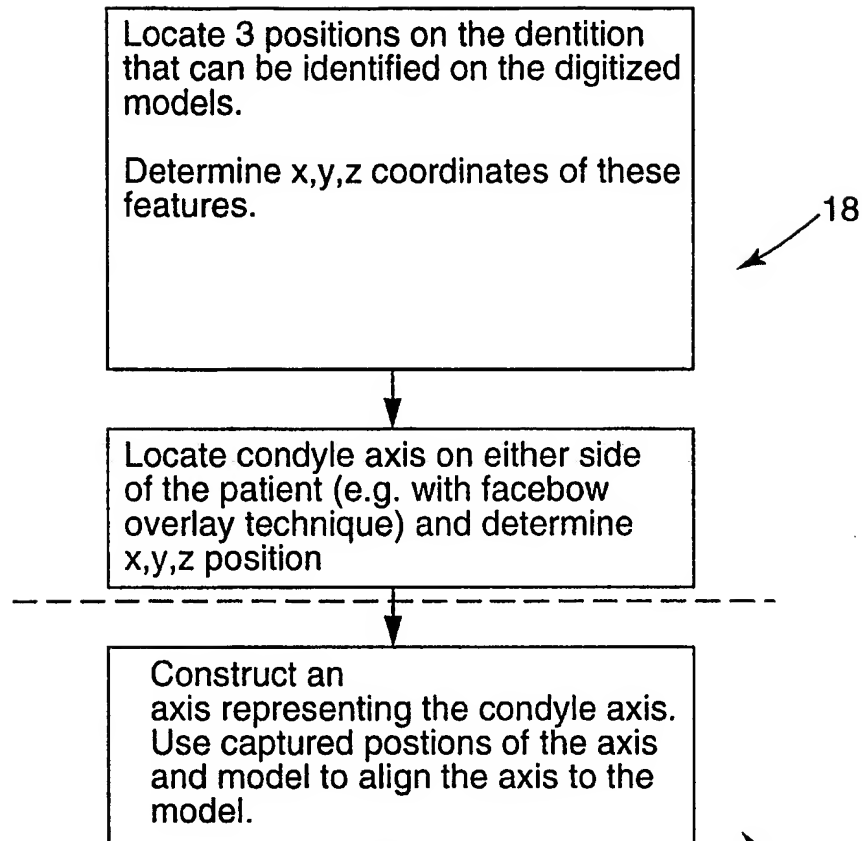 Locate 3 positions on the dentition
that can be identified on the digitized
models.
Determine x,y,z coordinates of these
features.
18
Locate condyle axis on either side
of the patient (e.g. with facebow
overlay technique) and determine
x,y,z position
Construct an
axis representing the condyle axis.
Use captured postions of the axis
and model to align the axis to the
model.